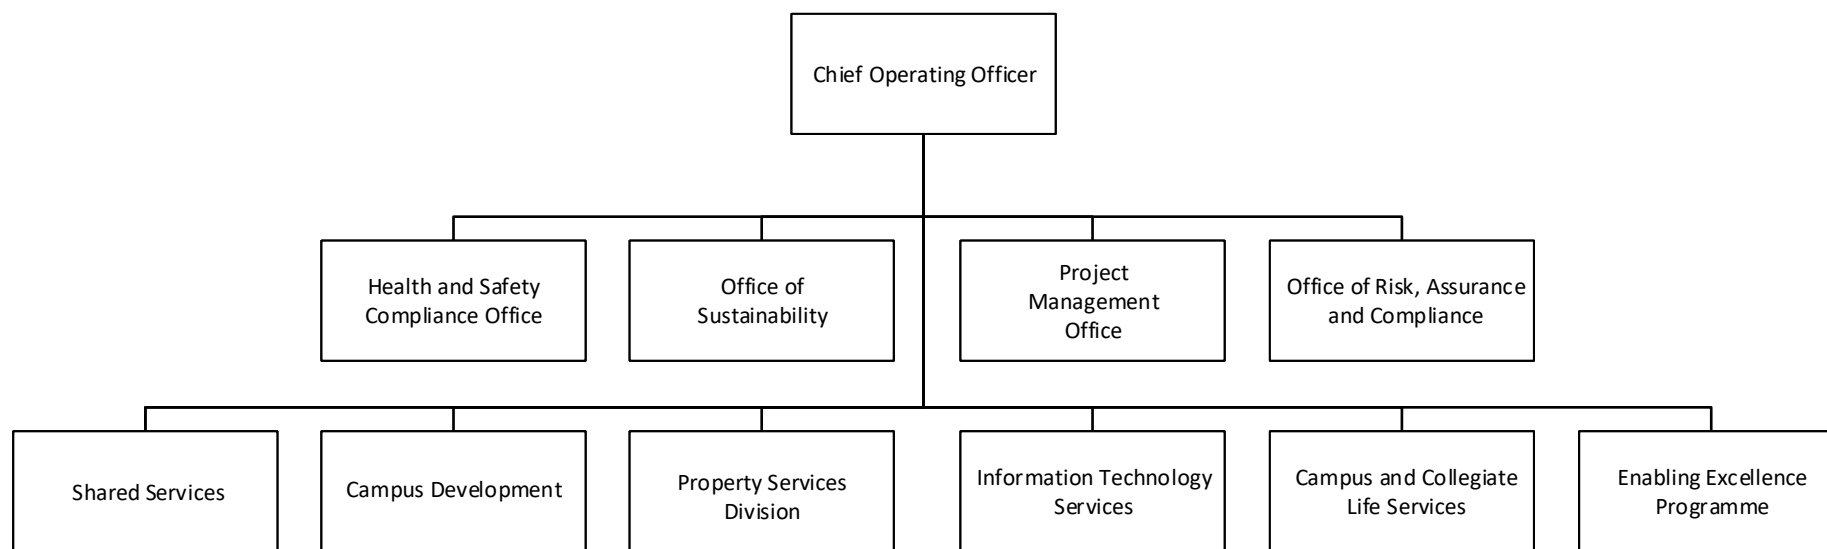 Chief Operating Officer
Health and Safety
Compliance Office
Office of
Sustainability
Project
Management
Office
Office of Risk, Assurance
and Compliance
Shared Services
Campus Development
Property Services
Division
Information Technology
Services
Campus and Collegiate
Life Services
Enabling Excellence
Programme